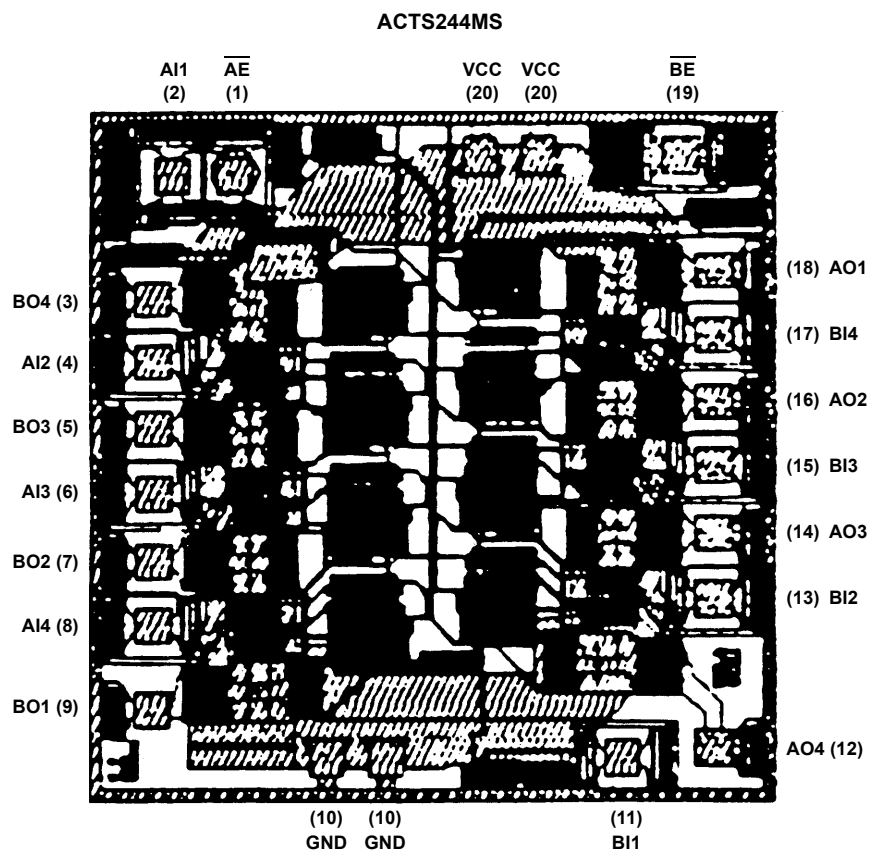 ACTS244MS
AI1 A̅E̅ VCC VCC B̅E̅
(2) (1) (20) (20) (19)
(18) AO1
BO4 (3)
(17) BI4
AI2 (4)
(16) AO2
BO3 (5)
(15) BI3
AI3 (6)
(14) AO3
BO2 (7)
(13) BI2
AI4 (8)
BO1 (9)
AO4 (12)
(10) (10) (11)
GND GND BI1